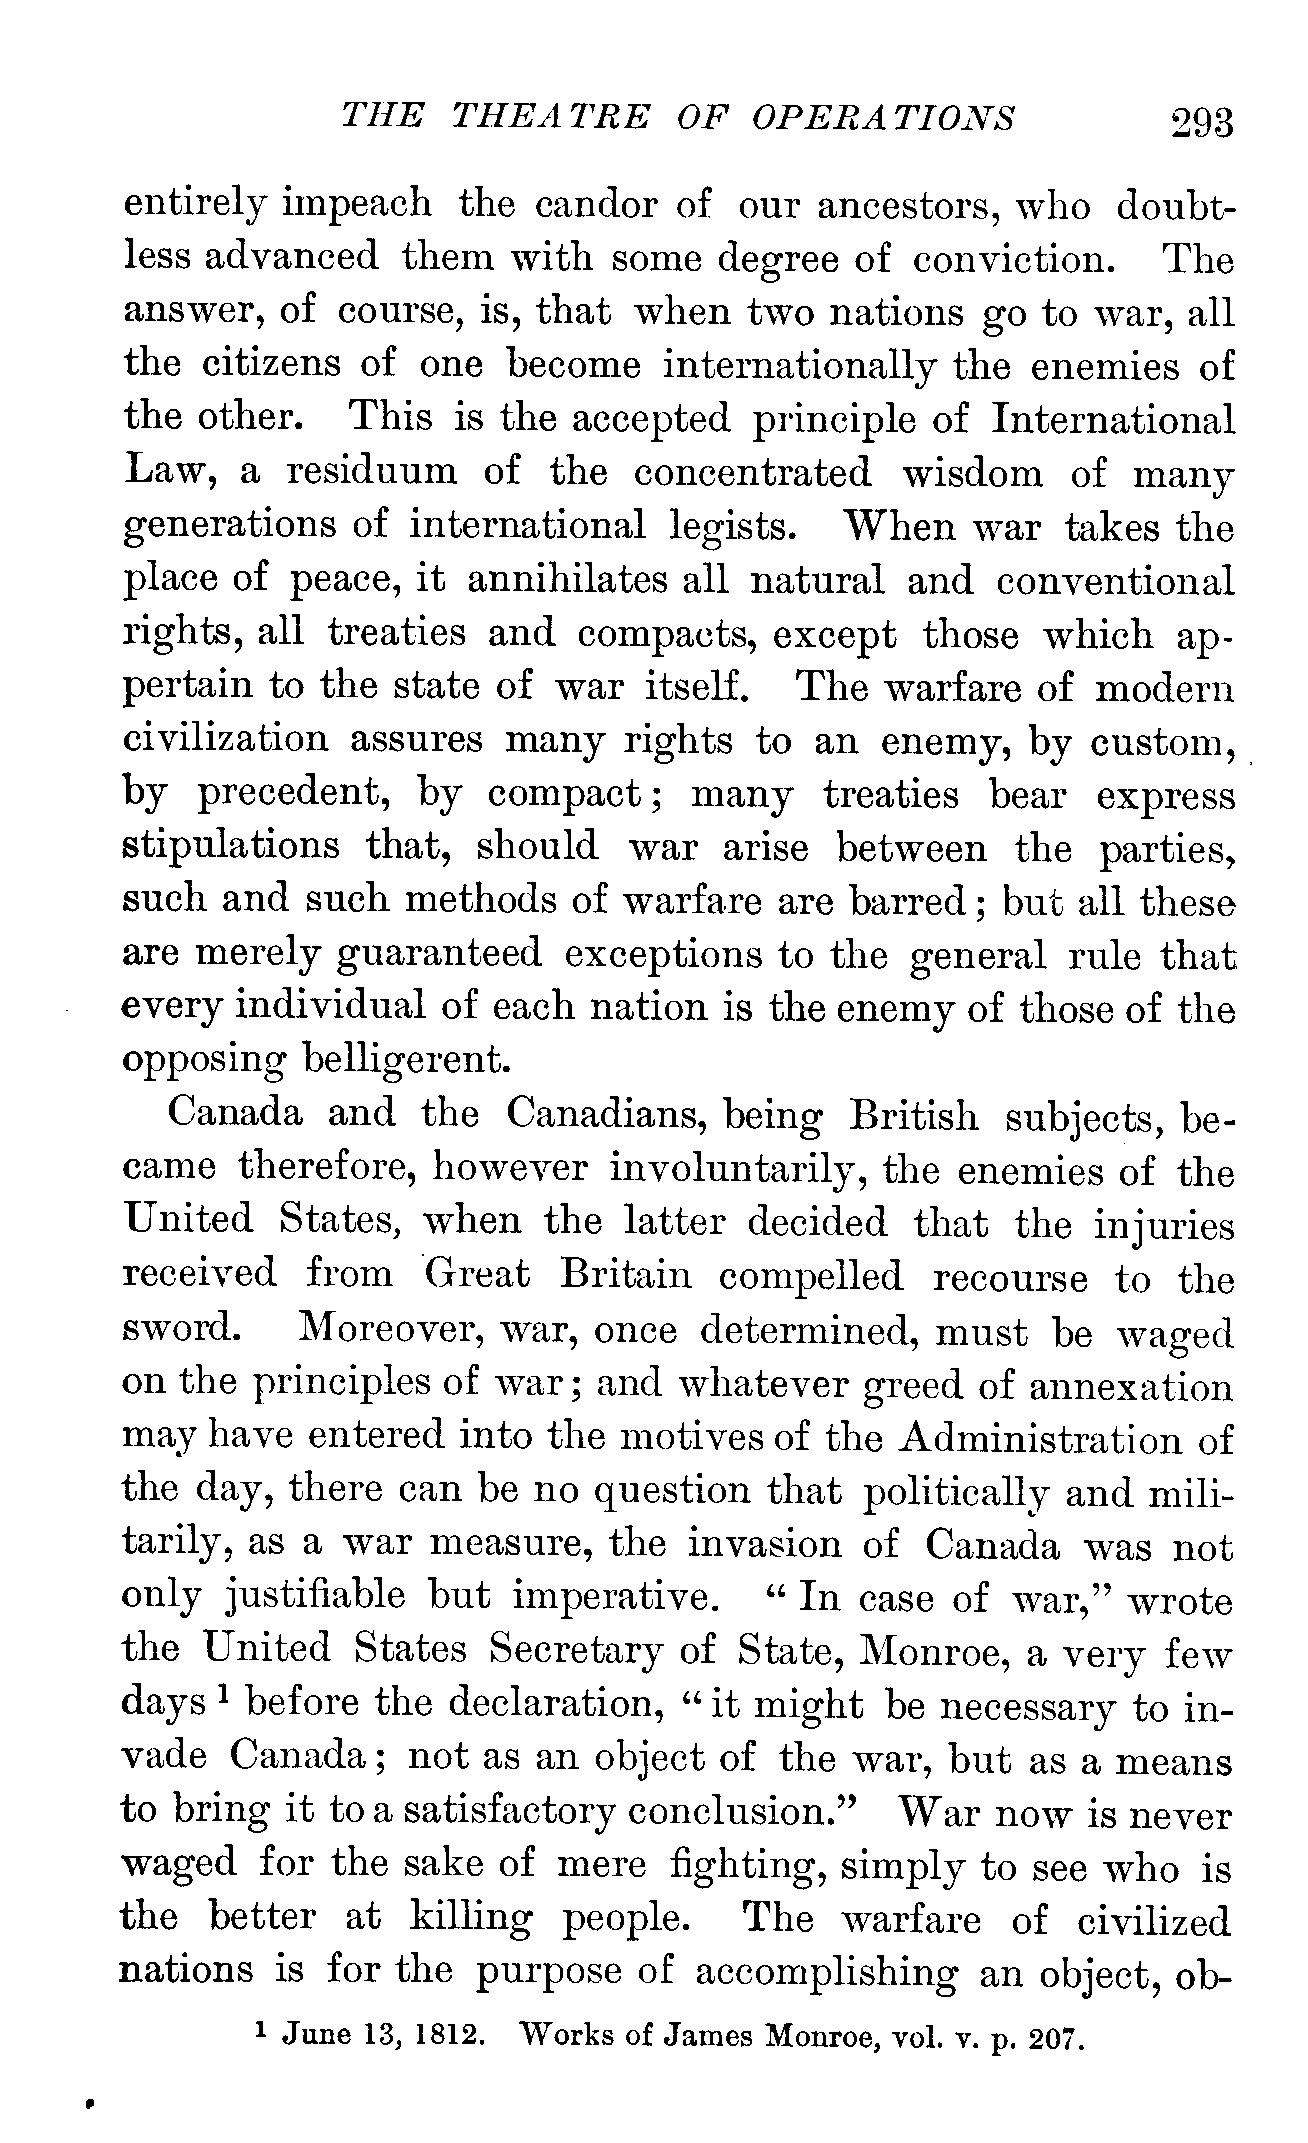 THE THEATRE OF OPERATIONS 293
entirely impeach the candor of our ancestors, who doubt-
less advanced them with some degree of conviction. The
answer, of course, is, that when two nations go to war, all
the citizens of one become internationally the enemies of
the other. This is the accepted principle of International
Law, a residuum of the concentrated wisdom of many
generations of international legists. When war takes the
place of peace, it annihilates all natural and conventional
rights, all treaties and compacts, except those which ap-
pertain to the state of war itself. The warfare of modern
civilization assures many rights to an enemy, by custom,
by precedent, by compact; many treaties bear express
stipulations that, should war arise between the parties,
such and such methods of warfare are barred; but all these
are merely guaranteed exceptions to the general rule that
every individual of each nation is the enemy of those of the
opposing belligerent.
Canada and the Canadians, being British subjects, be-
came therefore, however involuntarily, the enemies of the
United States, when the latter decided that the injuries
received from Great Britain compelled recourse to the
sword. Moreover, war, once determined, must be waged
on the principles of war; and whatever greed of annexation
may have entered into the motives of the Administration of
the day, there can be no question that politically and mili-
tarily, as a war measure, the invasion of Canada was not
only justifiable but imperative. "In case of war," wrote
the United States Secretary of State, Monroe, a very few
days ¹ before the declaration, "it might be necessary to in-
vade Canada; not as an object of the war, but as a means
to bring it to a satisfactory conclusion." War now is never
waged for the sake of mere fighting, simply to see who is
the better at killing people. The warfare of civilized
nations is for the purpose of accomplishing an object, ob-
¹ June 13, 1812. Works of James Monroe, vol. v. p. 207.